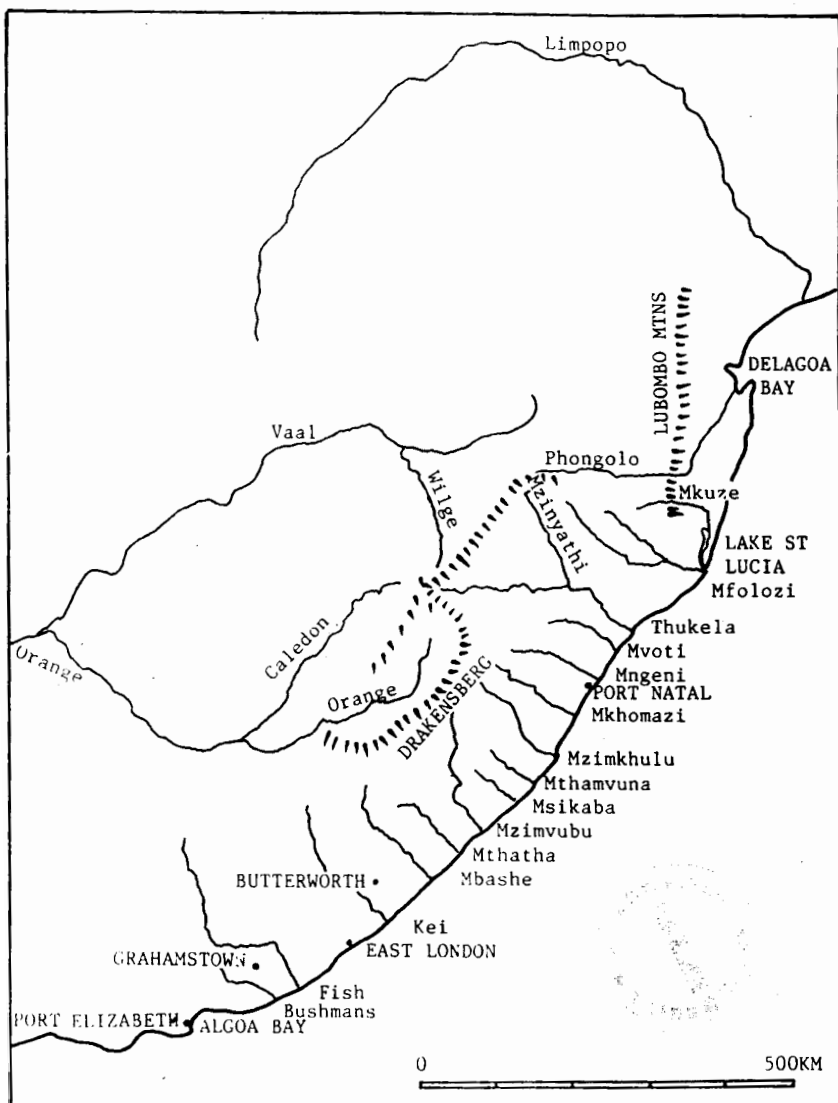 Limpopo
LUBOMBO MTNS
DELAGOA
BAY
Vaal
Wilge
Phongolo
Mzinyathi
Mkuze
LAKE ST
LUCIA
Mfolozi
Caledon
Orange
Thukela
Mvoti
Mngeni
PORT NATAL
Mkhomazi
Orange
DRAKENSBERG
Mzimkhulu
Mthamvuna
Msikaba
Mzimvubu
Mthatha
Mbashe
BUTTERWORTH
Kei
EAST LONDON
GRAHAMSTOWN
Fish
Bushmans
PORT ELIZABETH
ALGOA BAY
0 500KM